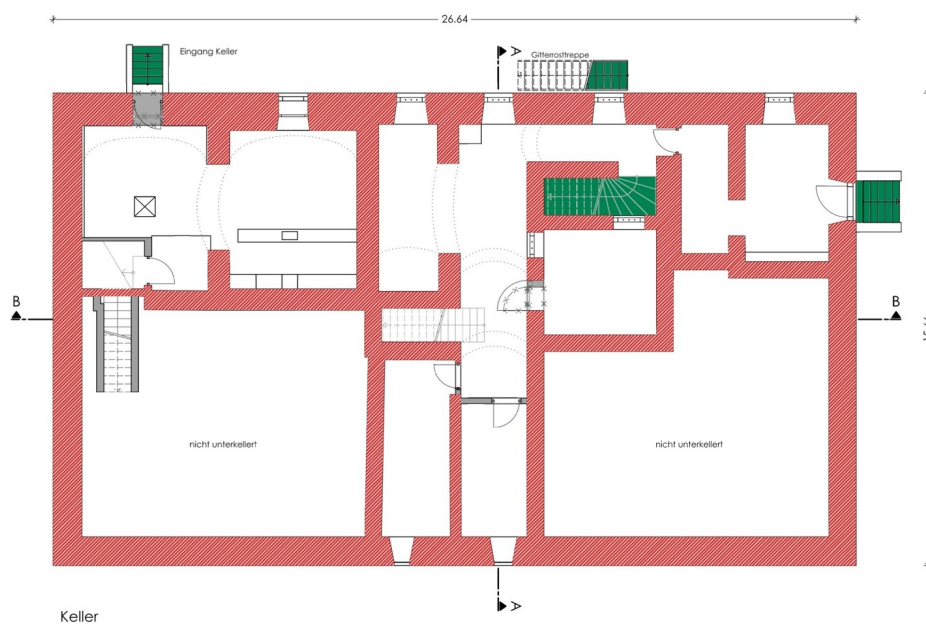 26.64
Eingang Keller
A
Gitterrosttreppe
B
B
nicht unterkellert
nicht unterkellert
A
Keller